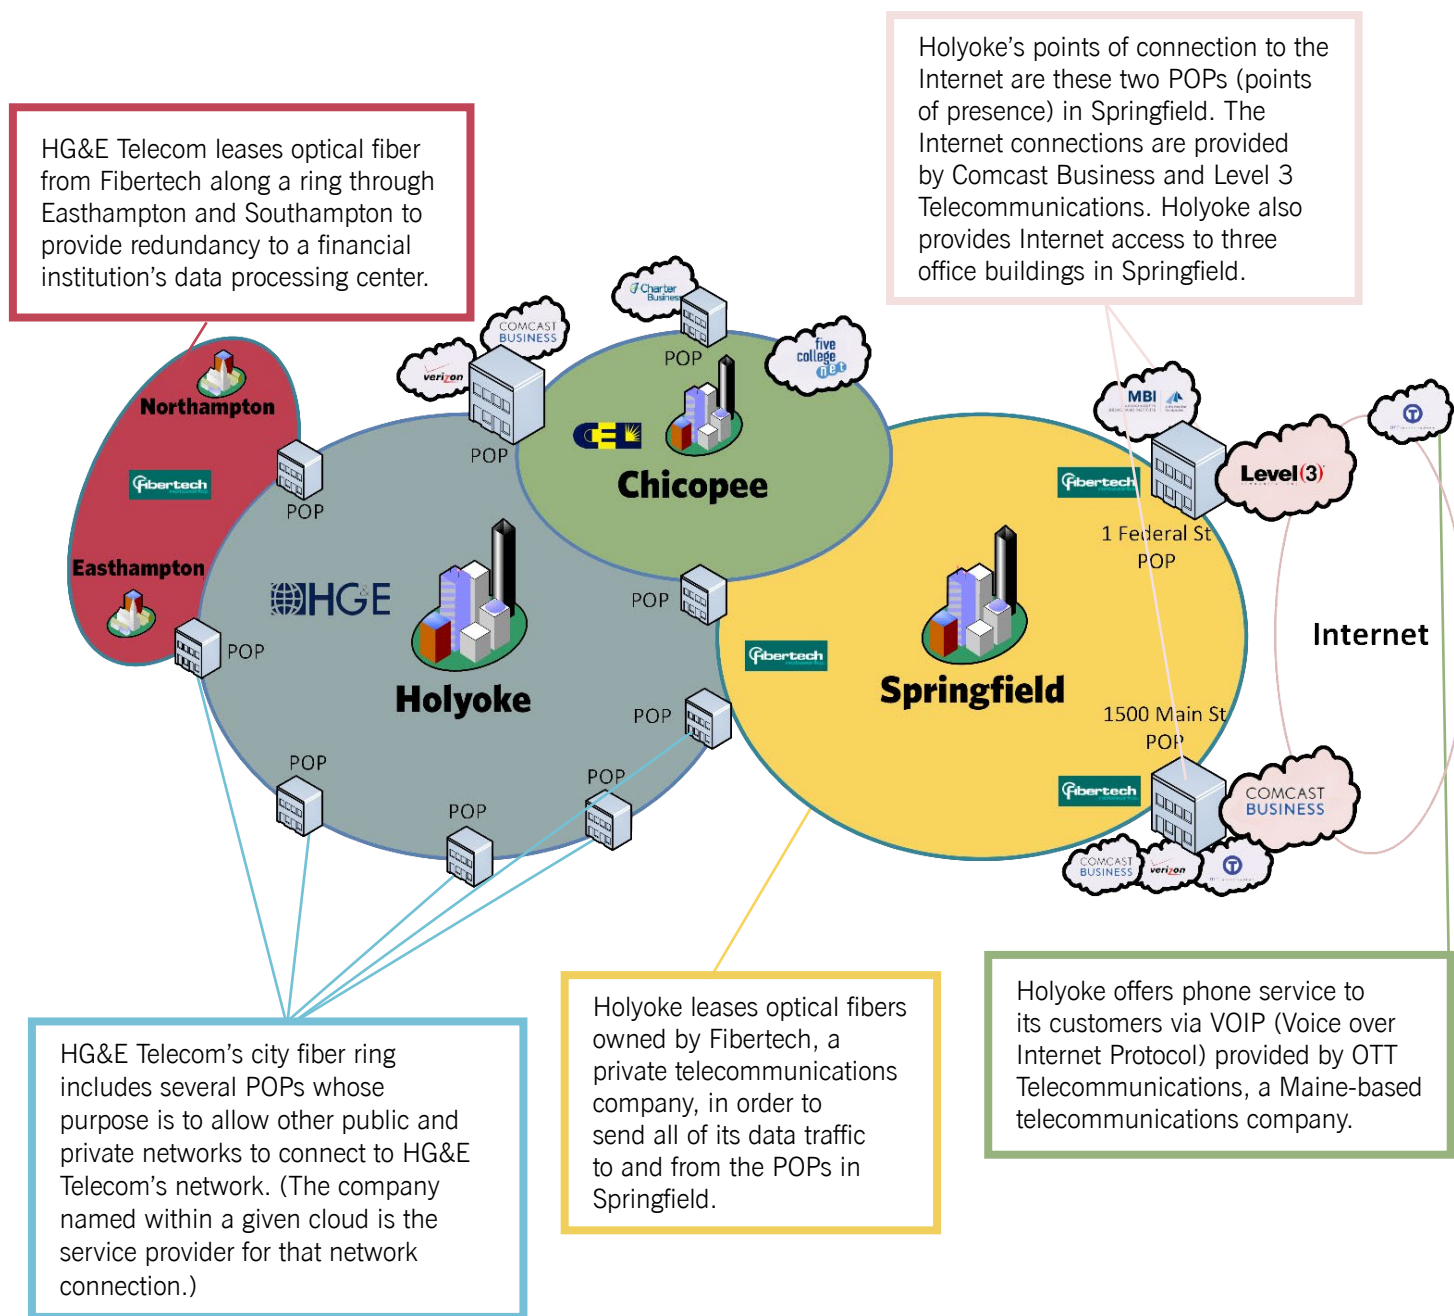 Holyoke’s points of connection to the
Internet are these two POPs (points
of presence) in Springfield. The
Internet connections are provided
by Comcast Business and Level 3
Telecommunications. Holyoke also
provides Internet access to three
office buildings in Springfield.
HG&E Telecom leases optical fiber
from Fibertech along a ring through
Easthampton and Southampton to
provide redundancy to a financial
institution’s data processing center.
Charter
Business
COMCAST
BUSINESS
verizon
POP
five
college
net
MBI
Northampton
CEL
POP
Chicopee
Fibertech
POP
Fibertech
Level(3)
1 Federal St
POP
Easthampton
HG&E
POP
POP
Fibertech
Internet
Holyoke
Springfield
POP
1500 Main St
POP
POP
POP
POP
Fibertech
COMCAST
BUSINESS
COMCAST
BUSINESS
verizon
HG&E Telecom’s city fiber ring
includes several POPs whose
purpose is to allow other public and
private networks to connect to HG&E
Telecom’s network. (The company
named within a given cloud is the
service provider for that network
connection.)
Holyoke leases optical fibers
owned by Fibertech, a
private telecommunications
company, in order to
send all of its data traffic
to and from the POPs in
Springfield.
Holyoke offers phone service to
its customers via VOIP (Voice over
Internet Protocol) provided by OTT
Telecommunications, a Maine-based
telecommunications company.